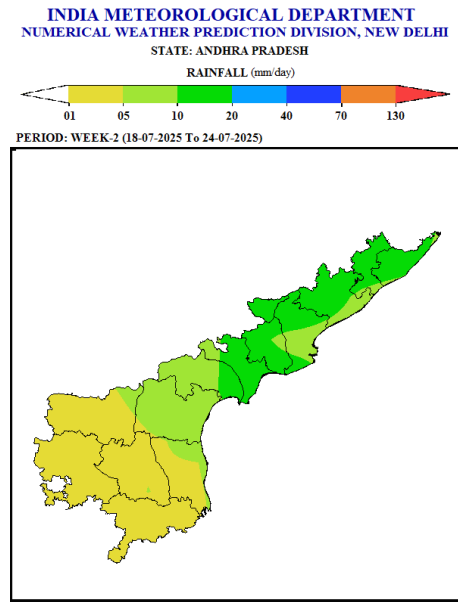 INDIA METEOROLOGICAL DEPARTMENT
NUMERICAL WEATHER PREDICTION DIVISION, NEW DELHI
STATE: ANDHRA PRADESH
RAINFALL (mm/day)
01 05 10 20 40 70 130
PERIOD: WEEK-2 (18-07-2025 To 24-07-2025)